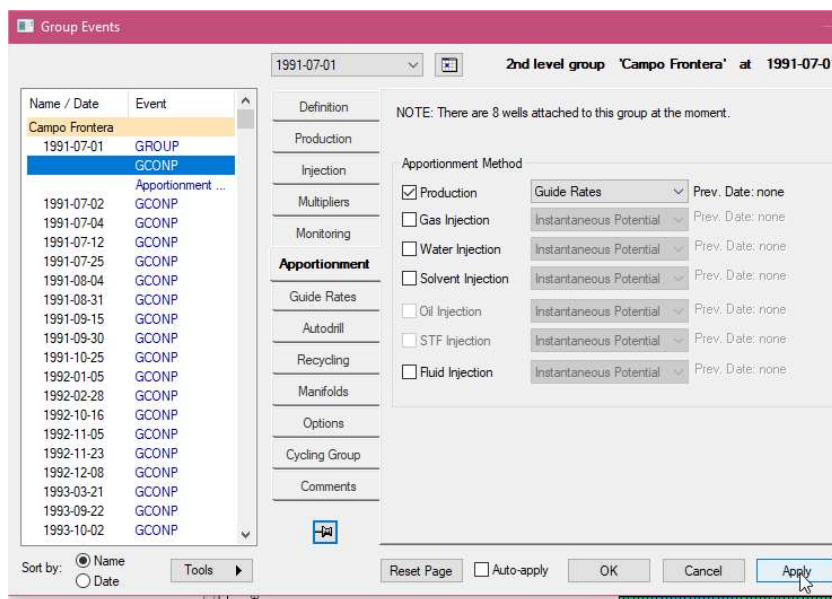 Group Events
1991-07-01
2nd level group 'Campo Frontera' at 1991-07-0
Name / Date Event
Campo Frontera
1991-07-01 GROUP
GCONP
Apportionment ...
1991-07-02 GCONP
1991-07-04 GCONP
1991-07-12 GCONP
1991-07-25 GCONP
1991-08-04 GCONP
1991-08-31 GCONP
1991-09-15 GCONP
1991-09-30 GCONP
1991-10-25 GCONP
1992-01-05 GCONP
1992-02-28 GCONP
1992-10-16 GCONP
1992-11-05 GCONP
1992-11-23 GCONP
1992-12-08 GCONP
1993-03-21 GCONP
1993-09-22 GCONP
1993-10-02 GCONP
Definition
Production
Injection
Multipliers
Monitoring
Apportionment
Guide Rates
Autodrill
Recycling
Manifolds
Options
Cycling Group
Comments
NOTE: There are 8 wells attached to this group at the moment.
Apportionment Method
Production Guide Rates Prev. Date: none
Gas Injection Instantaneous Potential Prev. Date: none
Water Injection Instantaneous Potential Prev. Date: none
Solvent Injection Instantaneous Potential Prev. Date: none
Oil Injection Instantaneous Potential Prev. Date: none
STF Injection Instantaneous Potential Prev. Date: none
Fluid Injection Instantaneous Potential Prev. Date: none
Sort by: Name
Date
Tools
Reset Page Auto-apply OK Cancel Apply